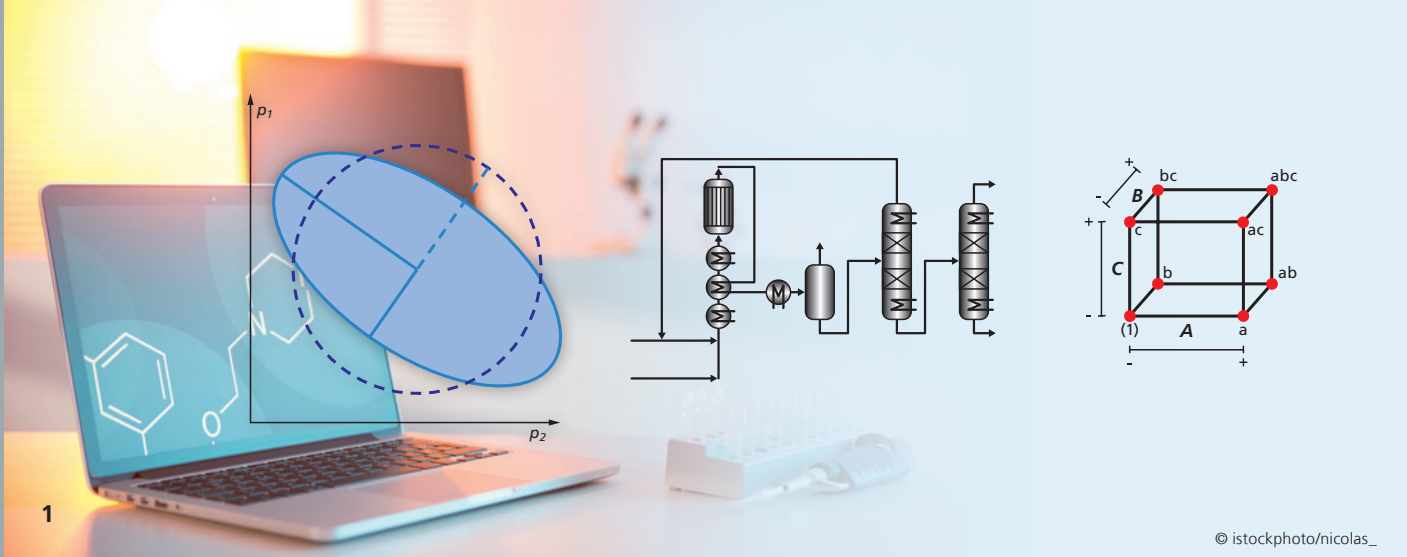 p1
p2
N
O
bc
abc
+
B
-
+
c
ac
C
b
ab
-
(1)
A
a
-
+
1
© istockphoto/nicolas_